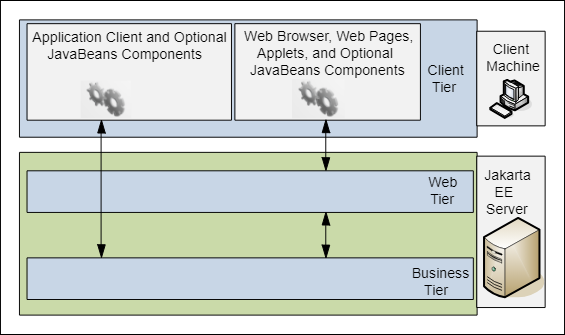 Application Client and Optional
JavaBeans Components
Web Browser, Web Pages,
Applets, and Optional
JavaBeans Components
Client
Tier
Client
Machine
Web
Tier
Jakarta
EE
Server
Business
Tier